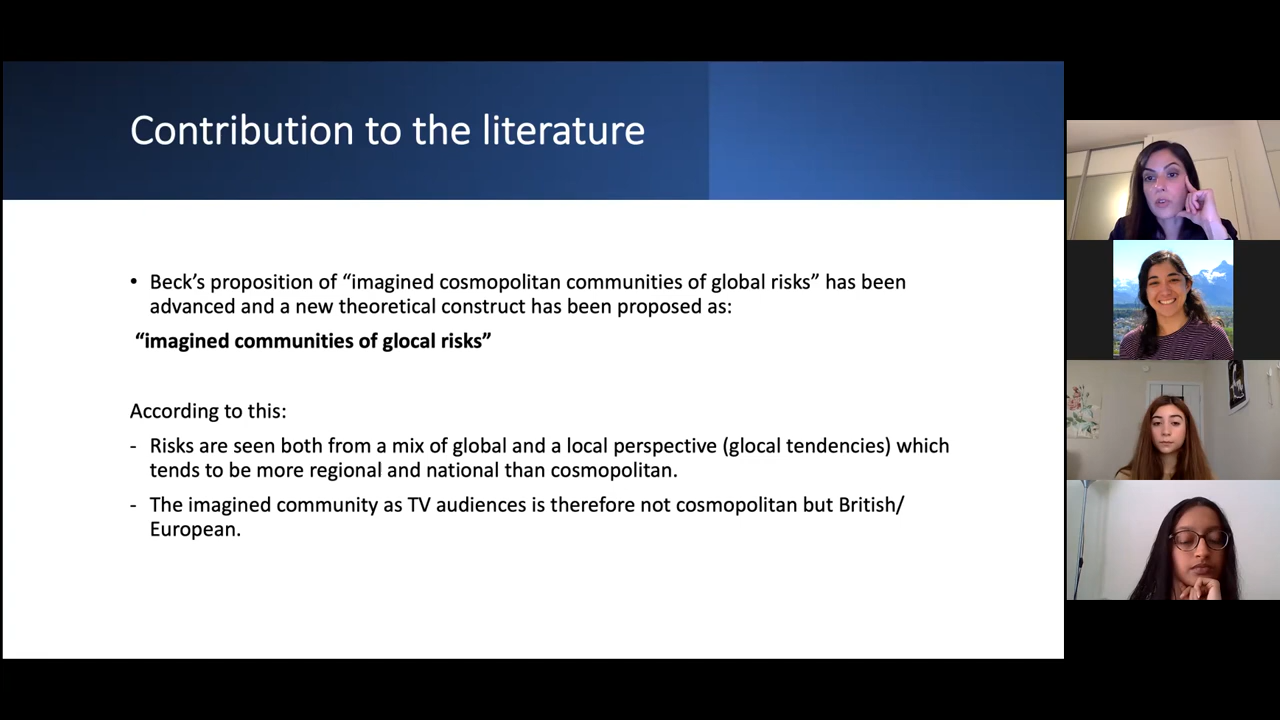 Contribution to the literature
• Beck’s proposition of “imagined cosmopolitan communities of global risks” has been
advanced and a new theoretical construct has been proposed as:
“imagined communities of glocal risks”
According to this:
- Risks are seen both from a mix of global and a local perspective (glocal tendencies) which
tends to be more regional and national than cosmopolitan.
- The imagined community as TV audiences is therefore not cosmopolitan but British/
European.